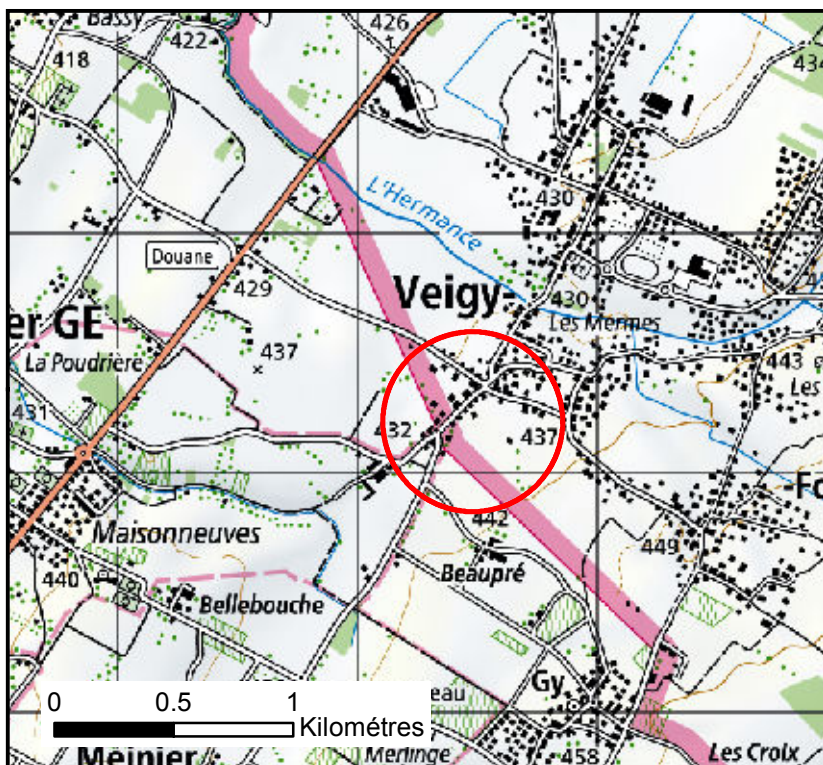 Bassy
422
426
418
434
L'Hermance
430
Douane
429
Veigy-
430
Les Mermes
er GE
La Poudrière
437
443
Les
431
432
437
Fo
442
Maisonneuves
449
440
Beaupré
Bellebouche
Gy
0 0.5 1
Kilométres
eau
Meinier
Merlinge
458
Les Croix